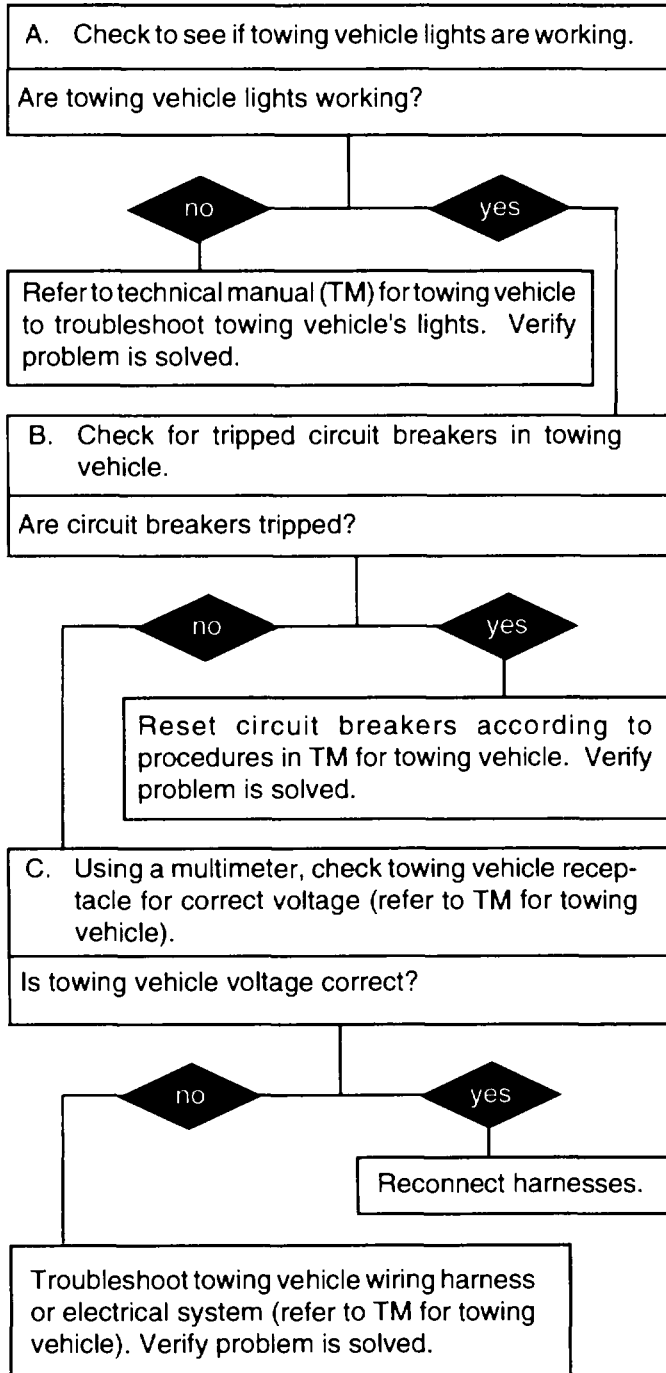 A. Check to see if towing vehicle lights are working.
Are towing vehicle lights working?
no
yes
Refer to technical manual (TM) for towing vehicle
to troubleshoot towing vehicle's lights. Verify
problem is solved.
B. Check for tripped circuit breakers in towing
vehicle.
Are circuit breakers tripped?
no
yes
Reset circuit breakers according to
procedures in TM for towing vehicle. Verify
problem is solved.
C. Using a multimeter, check towing vehicle recep-
tacle for correct voltage (refer to TM for towing
vehicle).
Is towing vehicle voltage correct?
no
yes
Reconnect harnesses.
Troubleshoot towing vehicle wiring harness
or electrical system (refer to TM for towing
vehicle). Verify problem is solved.